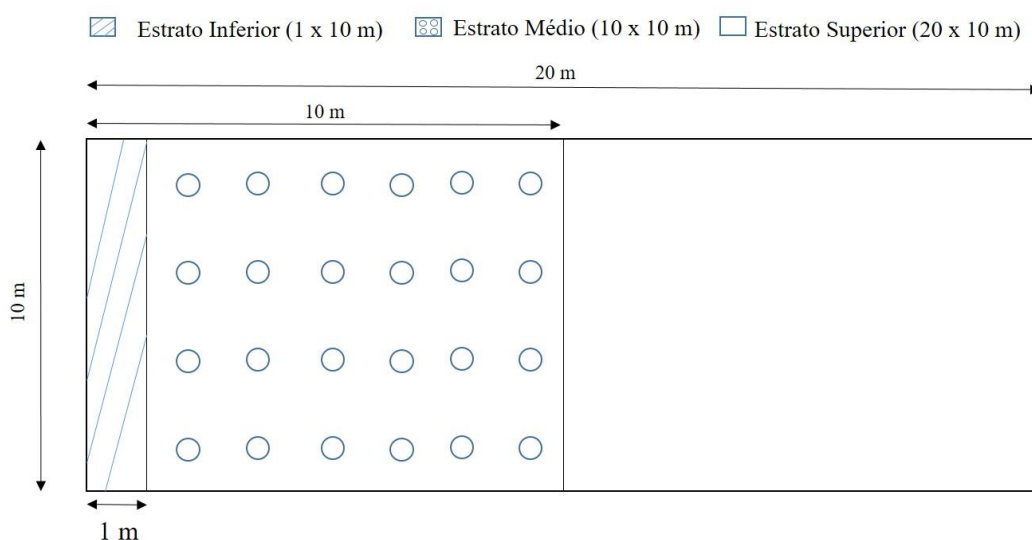 Estrato Inferior (1 x 10 m) Estrato Médio (10 x 10 m) Estrato Superior (20 x 10 m)
20 m
10 m
10 m
1 m